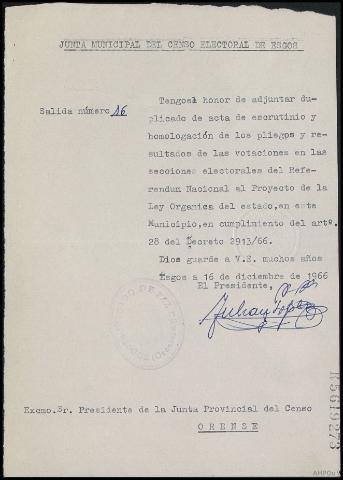 JUNTA MUNICIPAL DEL CENSO ELECTORAL DE ESGOS
Salida número 16
Tengoel honor de adjuntar du-
plicado de acta de escrutinio y
homologación de los pliegos y re-
sultados de las votaciones en las
secciones electorales del Refe-
rendun Nacional al Proyecto de la
Ley Organica del estado,en este
Municipio,en cumplimiento del artº.
28 del Decreto 2913/66.
Dios guarde a V.E. muchos años
Esgos a 16 de diciembre de 1966
El Presidente,
Excmo.Sr. Presidente de la Junta Provincial del Censo
ORENSE
R5619273
AHPOu